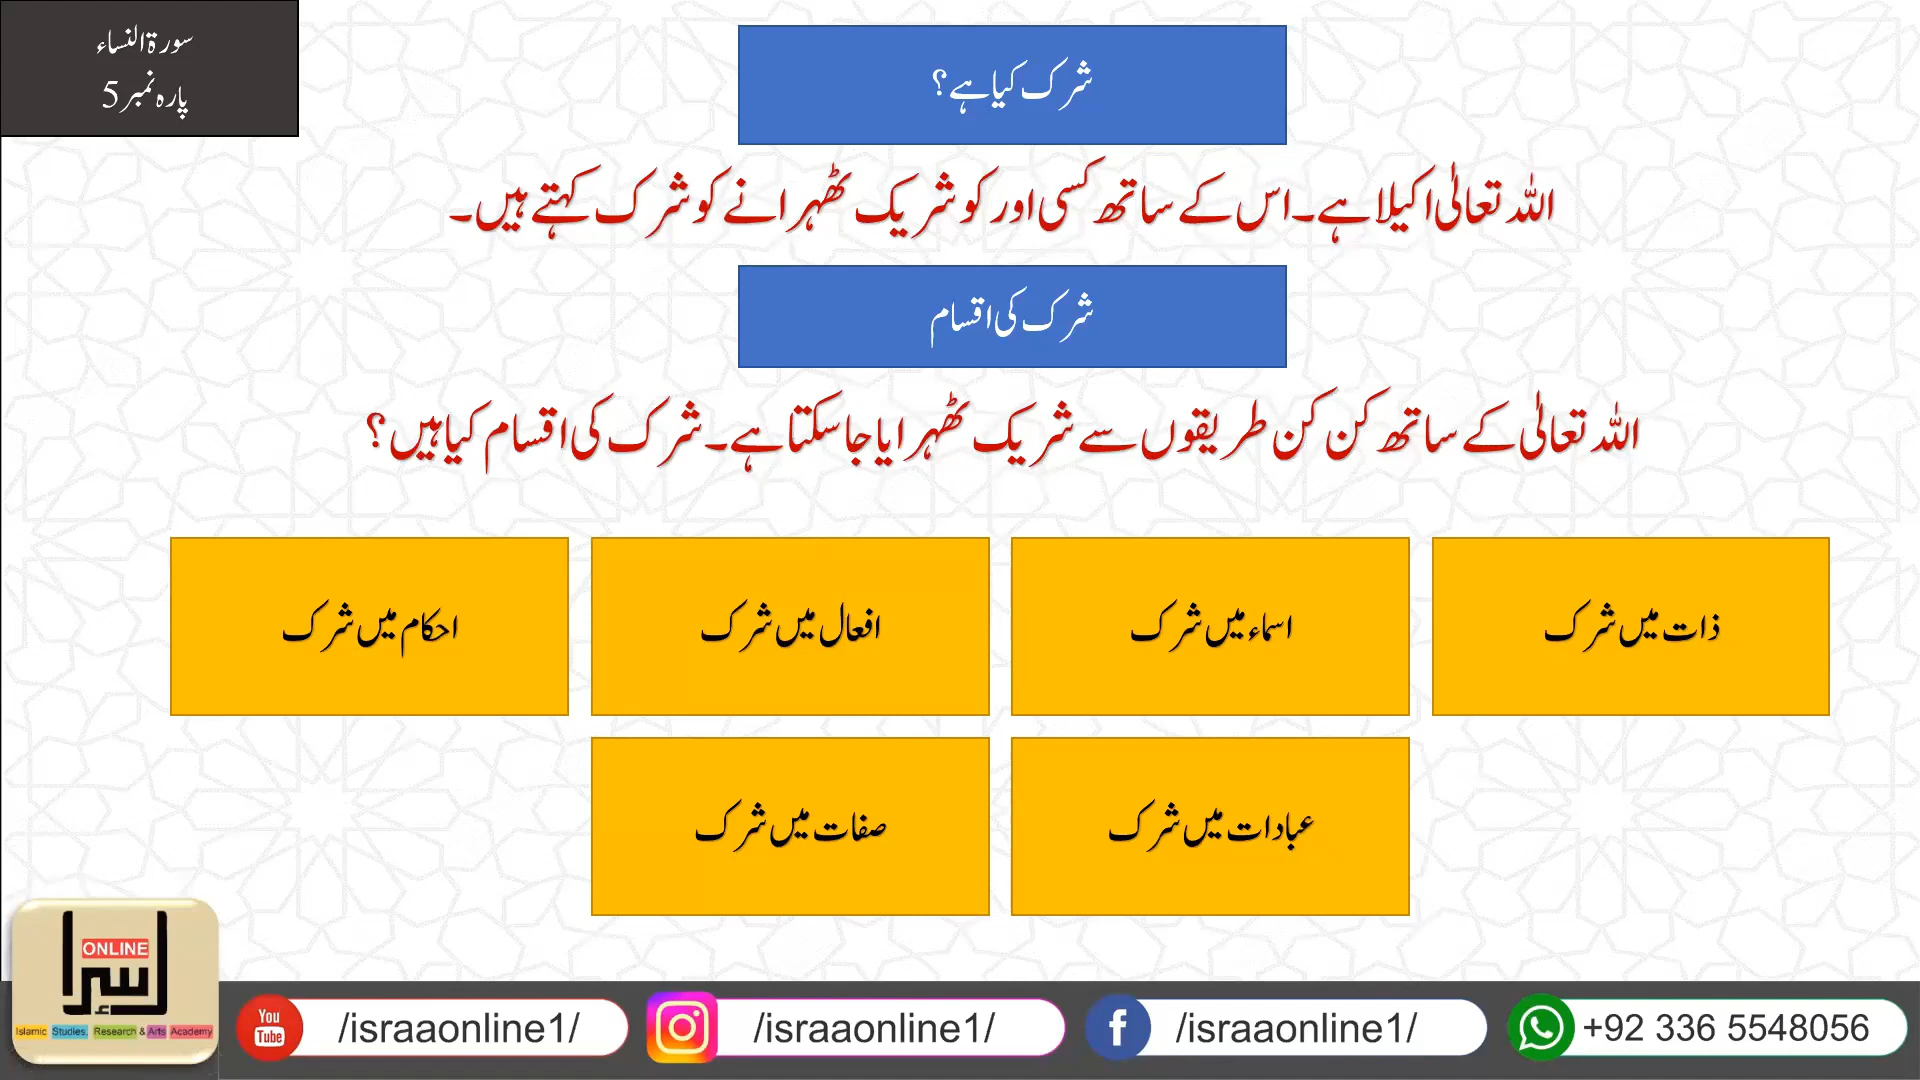 سورۃ النساء
پارہ نمبر 5
شرک کیا ہے؟
اللہ تعالٰی اکیلا ہے۔ اس کے ساتھ کسی اور کو شریک ٹھہرانے کو شرک کہتے ہیں۔
شرک کی اقسام
اللہ تعالٰی کے ساتھ کن کن طریقوں سے شریک ٹھہرایا جا سکتا ہے۔ شرک کی اقسام کیا ہیں؟
ذات میں شرک
اسماء میں شرک
افعال میں شرک
احکام میں شرک
عبادات میں شرک
صفات میں شرک
ONLINE
إسرا
Islamic Studies, Research & Arts Academy
You
Tube
/israaonline1/
/israaonline1/
/israaonline1/
+92 336 5548056